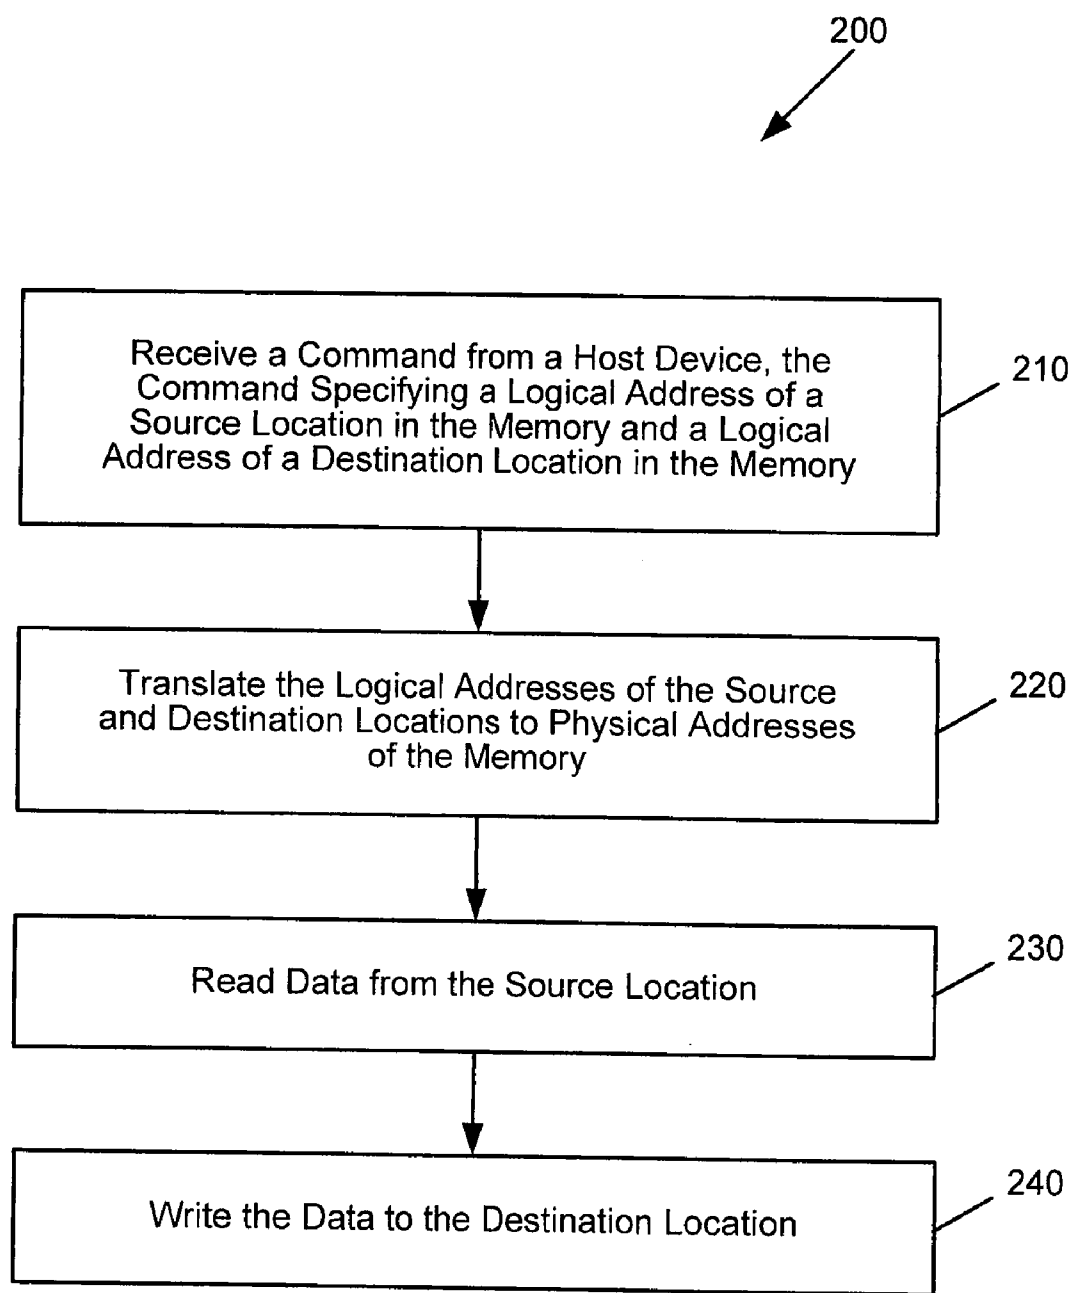 200
Receive a Command from a Host Device, the
Command Specifying a Logical Address of a
Source Location in the Memory and a Logical
Address of a Destination Location in the Memory
210
Translate the Logical Addresses of the Source
and Destination Locations to Physical Addresses
of the Memory
220
Read Data from the Source Location
230
Write the Data to the Destination Location
240